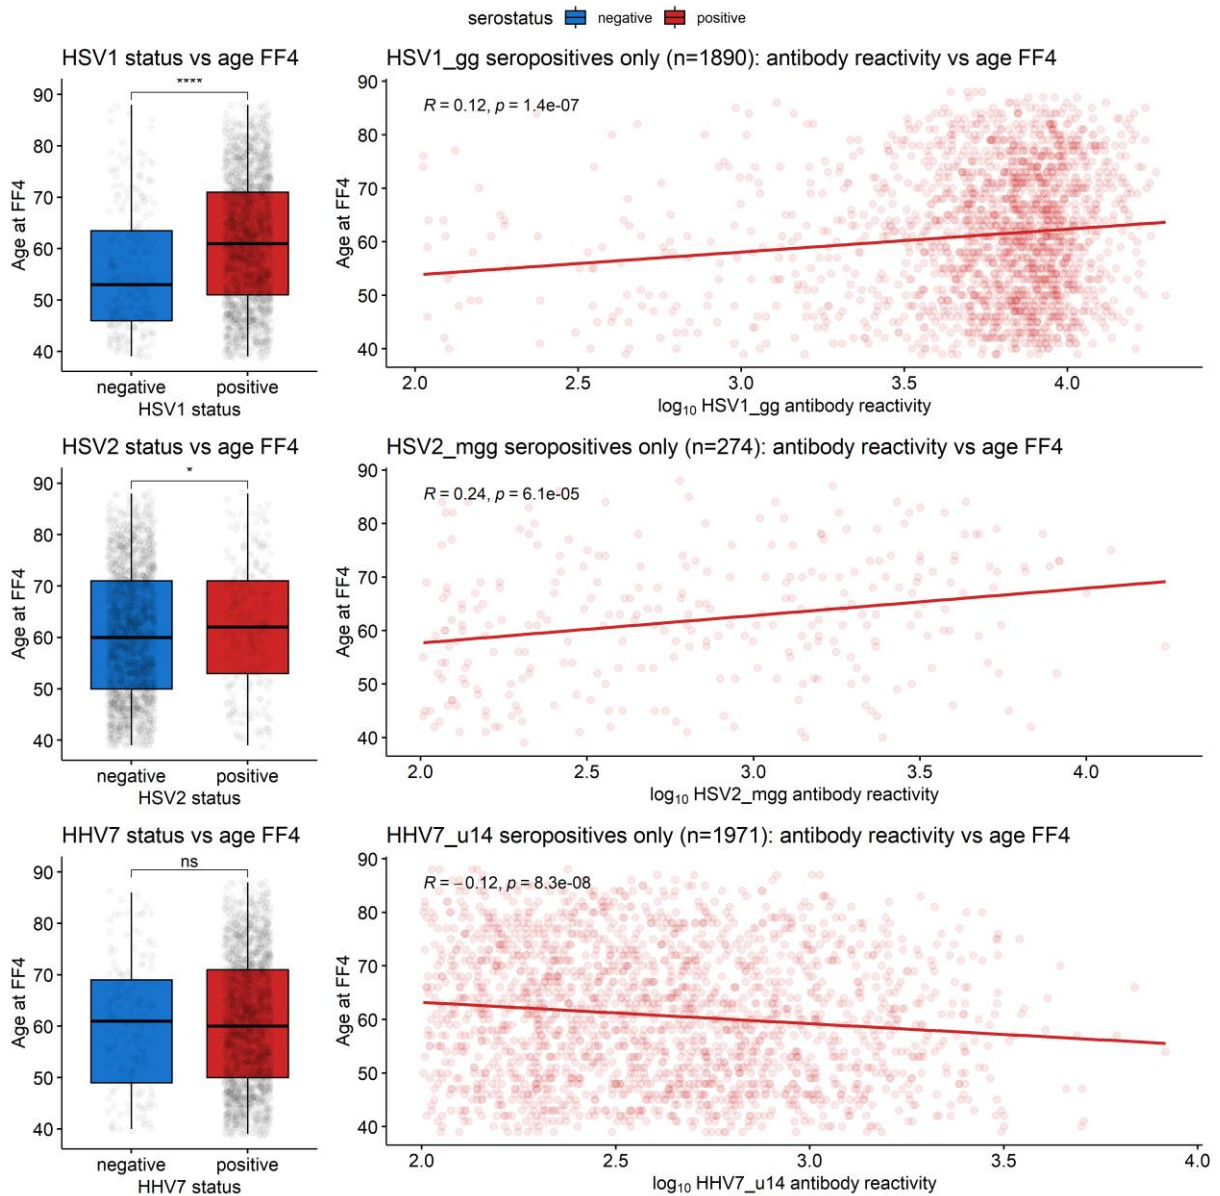 serostatus negative positive
HSV1 status vs age FF4
****
Age at FF4
90
80
70
60
50
40
negative positive
HSV1 status
HSV1_gg seropositives only (n=1890): antibody reactivity vs age FF4
R = 0.12, p = 1.4e-07
Age at FF4
90
80
70
60
50
40
2.0 2.5 3.0 3.5 4.0
log10 HSV1_gg antibody reactivity
HSV2 status vs age FF4
*
Age at FF4
90
80
70
60
50
40
negative positive
HSV2 status
HSV2_mgg seropositives only (n=274): antibody reactivity vs age FF4
R = 0.24, p = 6.1e-05
Age at FF4
90
80
70
60
50
40
2.0 2.5 3.0 3.5 4.0
log10 HSV2_mgg antibody reactivity
HHV7 status vs age FF4
ns
Age at FF4
90
80
70
60
50
40
negative positive
HHV7 status
HHV7_u14 seropositives only (n=1971): antibody reactivity vs age FF4
R = −0.12, p = 8.3e-08
Age at FF4
90
80
70
60
50
40
2.0 2.5 3.0 3.5 4.0
log10 HHV7_u14 antibody reactivity